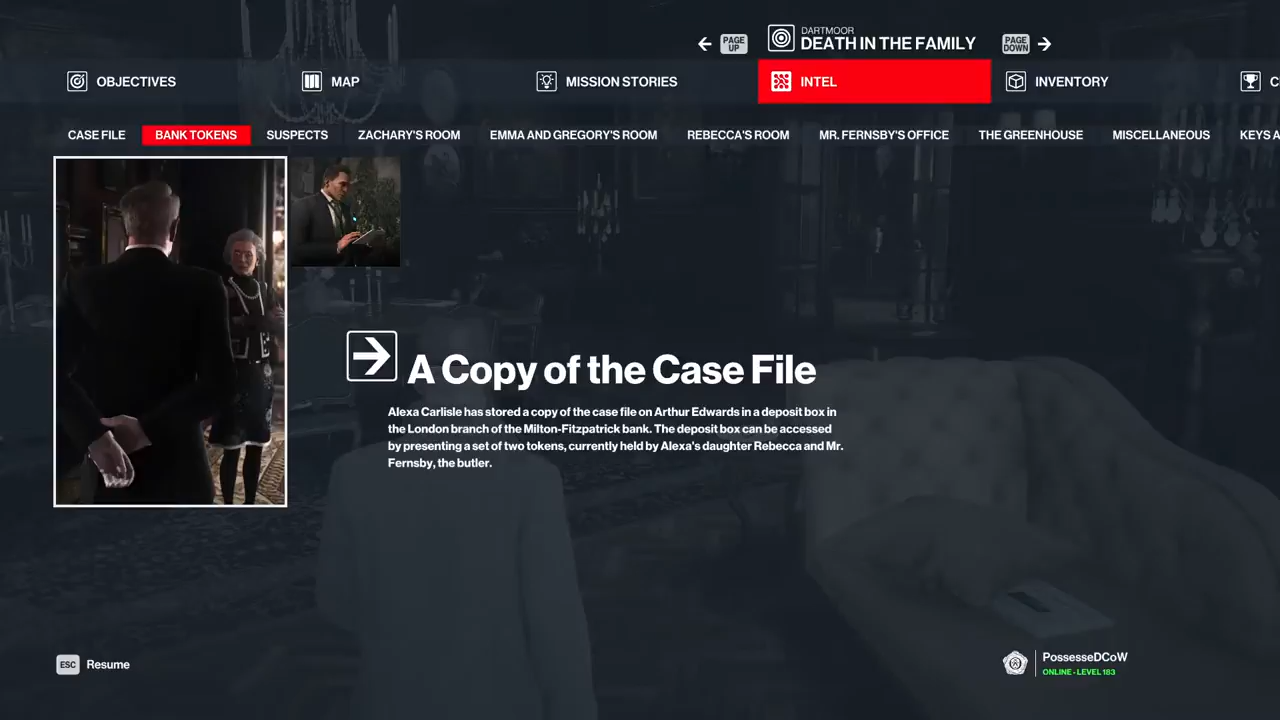 DARTMOOR
PAGE UP DEATH IN THE FAMILY PAGE DOWN
OBJECTIVES MAP MISSION STORIES INTEL INVENTORY C
CASE FILE BANK TOKENS SUSPECTS ZACHARY'S ROOM EMMA AND GREGORY'S ROOM REBECCA'S ROOM MR. FERNSBY'S OFFICE THE GREENHOUSE MISCELLANEOUS KEYS A
A Copy of the Case File
Alexa Carlisle has stored a copy of the case file on Arthur Edwards in a deposit box in
the London branch of the Milton-Fitzpatrick bank. The deposit box can be accessed
by presenting a set of two tokens, currently held by Alexa's daughter Rebecca and Mr.
Fernsby, the butler.
ESC Resume
PossesseDCoW
ONLINE - LEVEL 183